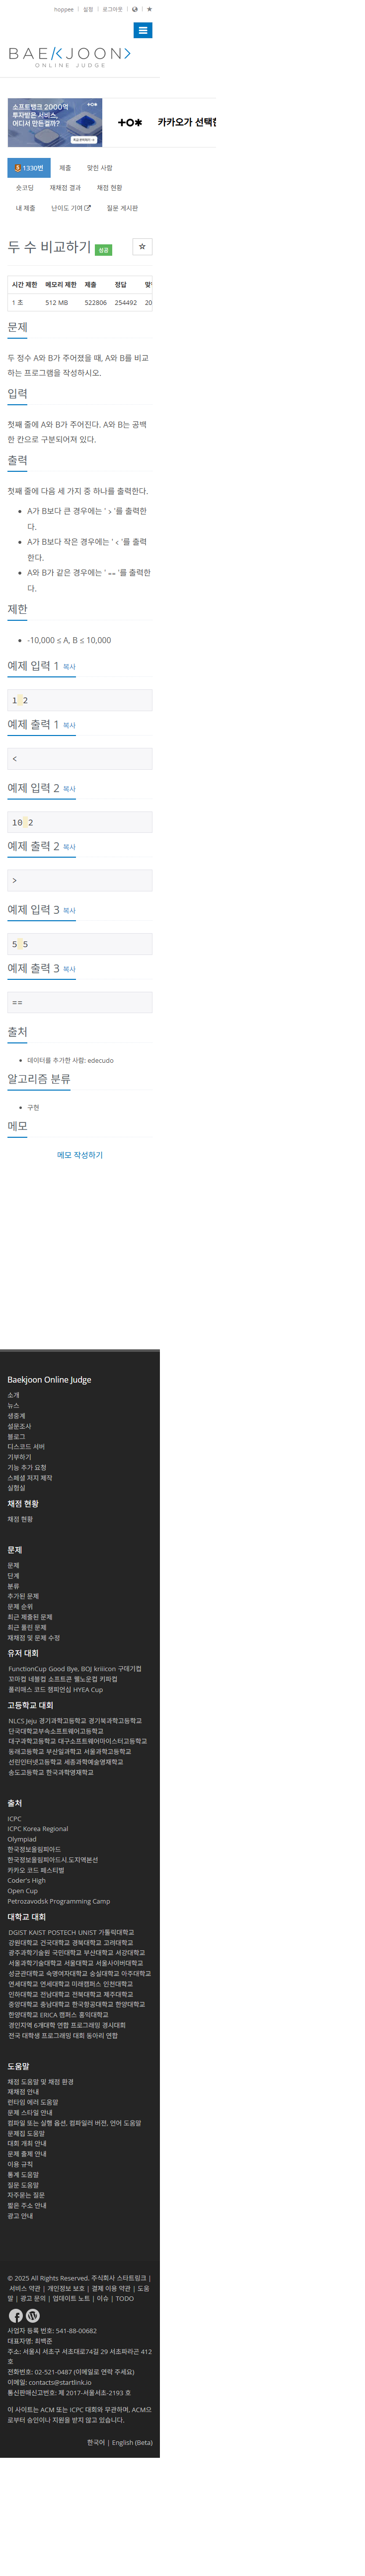 hoppee | 설정 | 로그아웃
BAEKJOON>
ONLINE JUDGE
소프트뱅크 2000억
투자받은 서비스,
어디서 만든걸까?
카카오가 선택한
1330번 제출 맞힌 사람
숏코딩 재채점 결과 채점 현황
내 제출 난이도 기여 질문 게시판
두 수 비교하기 성공
시간 제한 메모리 제한 제출 정답
1 초 512 MB 522806 254492 20
문제
두 정수 A와 B가 주어졌을 때, A와 B를 비교
하는 프로그램을 작성하시오.
입력
첫째 줄에 A와 B가 주어진다. A와 B는 공백
한 칸으로 구분되어져 있다.
출력
첫째 줄에 다음 세 가지 중 하나를 출력한다.
A가 B보다 큰 경우에는 '>'를 출력한
다.
A가 B보다 작은 경우에는 '<'를 출력
한다.
A와 B가 같은 경우에는 '=='를 출력한
다.
제한
-10,000 ≤ A, B ≤ 10,000
예제 입력 1 복사
1 2
예제 출력 1 복사
<
예제 입력 2 복사
10 2
예제 출력 2 복사
>
예제 입력 3 복사
5 5
예제 출력 3 복사
==
출처
데이터를 추가한 사람: edecudo
알고리즘 분류
구현
메모
메모 작성하기
Baekjoon Online Judge
소개
뉴스
생중계
설문조사
블로그
디스코드 서버
기부하기
기능 추가 요청
스페셜 저지 제작
실험실
채점 현황
채점 현황
문제
문제
단계
분류
추가된 문제
문제 순위
최근 제출된 문제
최근 풀린 문제
재채점 및 문제 수정
유저 대회
FunctionCup Good Bye, BOJ kriiicon 구데기컵
꼬마컵 네블컵 소프트콘 웰노운컵 키파컵
폴리매스 코드 챔피언십 HYEA Cup
고등학교 대회
NLCS Jeju 경기과학고등학교 경기북과학고등학교
단국대학교부속소프트웨어고등학교
대구과학고등학교 대구소프트웨어마이스터고등학교
동래고등학교 부산일과학고 서울과학고등학교
선린인터넷고등학교 세종과학예술영재학교
송도고등학교 한국과학영재학교
출처
ICPC
ICPC Korea Regional
Olympiad
한국정보올림피아드
한국정보올림피아드시.도지역본선
카카오 코드 페스티벌
Coder's High
Open Cup
Petrozavodsk Programming Camp
대학교 대회
DGIST KAIST POSTECH UNIST 가톨릭대학교
강원대학교 건국대학교 경북대학교 고려대학교
광주과학기술원 국민대학교 부산대학교 서강대학교
서울과학기술대학교 서울대학교 서울사이버대학교
성균관대학교 숙명여자대학교 숭실대학교 아주대학교
연세대학교 연세대학교 미래캠퍼스 인천대학교
인하대학교 전남대학교 전북대학교 제주대학교
중앙대학교 충남대학교 한국항공대학교 한양대학교
한양대학교 ERICA 캠퍼스 홍익대학교
경인지역 6개대학 연합 프로그래밍 경시대회
전국 대학생 프로그래밍 대회 동아리 연합
도움말
채점 도움말 및 채점 환경
재채점 안내
런타임 에러 도움말
문제 스타일 안내
컴파일 또는 실행 옵션, 컴파일러 버전, 언어 도움말
문제집 도움말
대회 개최 안내
문제 출제 안내
이용 규칙
통계 도움말
질문 도움말
자주묻는 질문
짧은 주소 안내
광고 안내
© 2025 All Rights Reserved. 주식회사 스타트링크 |
서비스 약관 | 개인정보 보호 | 결제 이용 약관 | 도움
말 | 광고 문의 | 업데이트 노트 | 이슈 | TODO
사업자 등록 번호: 541-88-00682
대표자명: 최백준
주소: 서울시 서초구 서초대로74길 29 서초파라곤 412
호
전화번호: 02-521-0487 (이메일로 연락 주세요)
이메일: contacts@startlink.io
통신판매신고번호: 제 2017-서울서초-2193 호
이 사이트는 ACM 또는 ICPC 대회와 무관하며, ACM으
로부터 승인이나 지원을 받지 않고 있습니다.
한국어 | English (Beta)